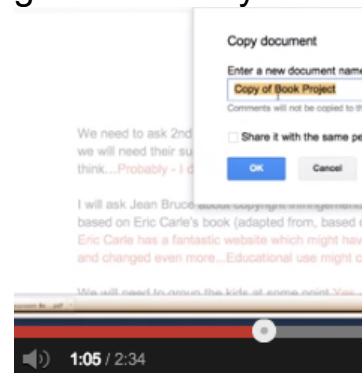 Copy document
Enter a new document name
Copy of Book Project
Comments will not be copied to th
Share it with the same pe
OK Cancel
We need to ask 2nd
we will need their su
think...Probably - I d
I will ask Jean Bruce about copyright infringement
based on Eric Carle's book (adapted from, based
Eric Carle has a fantastic website which might hav
and changed even more...Educational use might c
We will need to group the kids at some point Yes
1:05 / 2:34